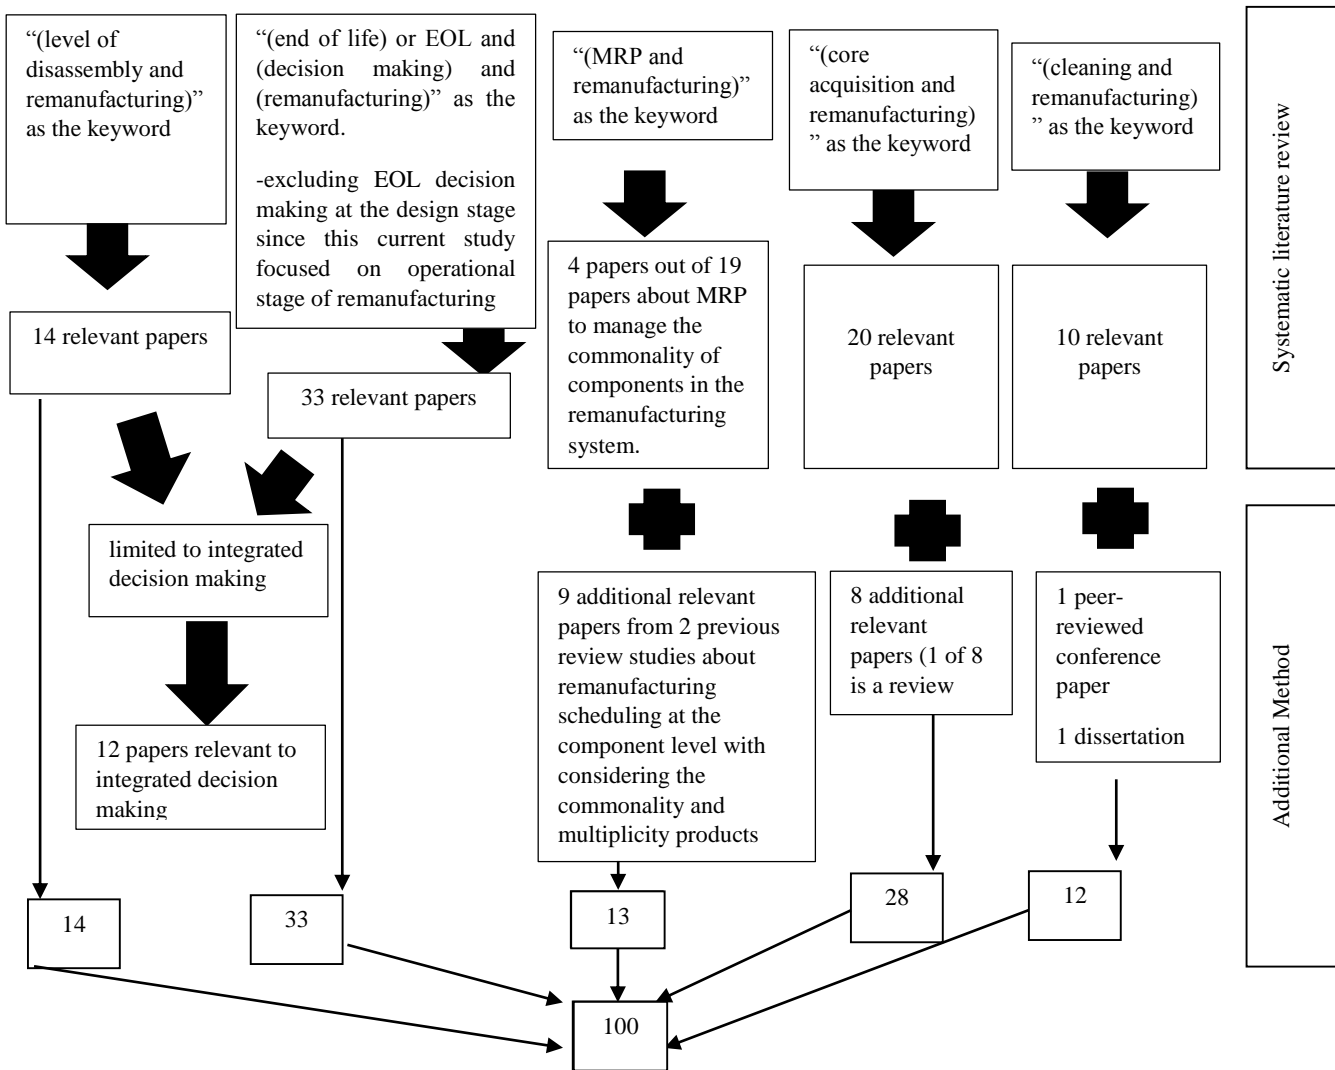 “(level of
disassembly and
remanufacturing)”
as the keyword
“(end of life) or EOL and
(decision making) and
(remanufacturing)” as the
keyword.
-excluding EOL decision
making at the design stage
since this current study
focused on operational
stage of remanufacturing
“(MRP and
remanufacturing)”
as the keyword
“(core
acquisition and
remanufacturing)
” as the keyword
“(cleaning and
remanufacturing)
” as the keyword
Systematic literature review
14 relevant papers
33 relevant papers
4 papers out of 19
papers about MRP
to manage the
commonality of
components in the
remanufacturing
system.
20 relevant
papers
10 relevant
papers
limited to integrated
decision making
12 papers relevant to
integrated decision
making
9 additional relevant
papers from 2 previous
review studies about
remanufacturing
scheduling at the
component level with
considering the
commonality and
multiplicity products
8 additional
relevant
papers (1 of 8
is a review
1 peer-
reviewed
conference
paper
1 dissertation
Additional Method
14
33
13
28
12
100